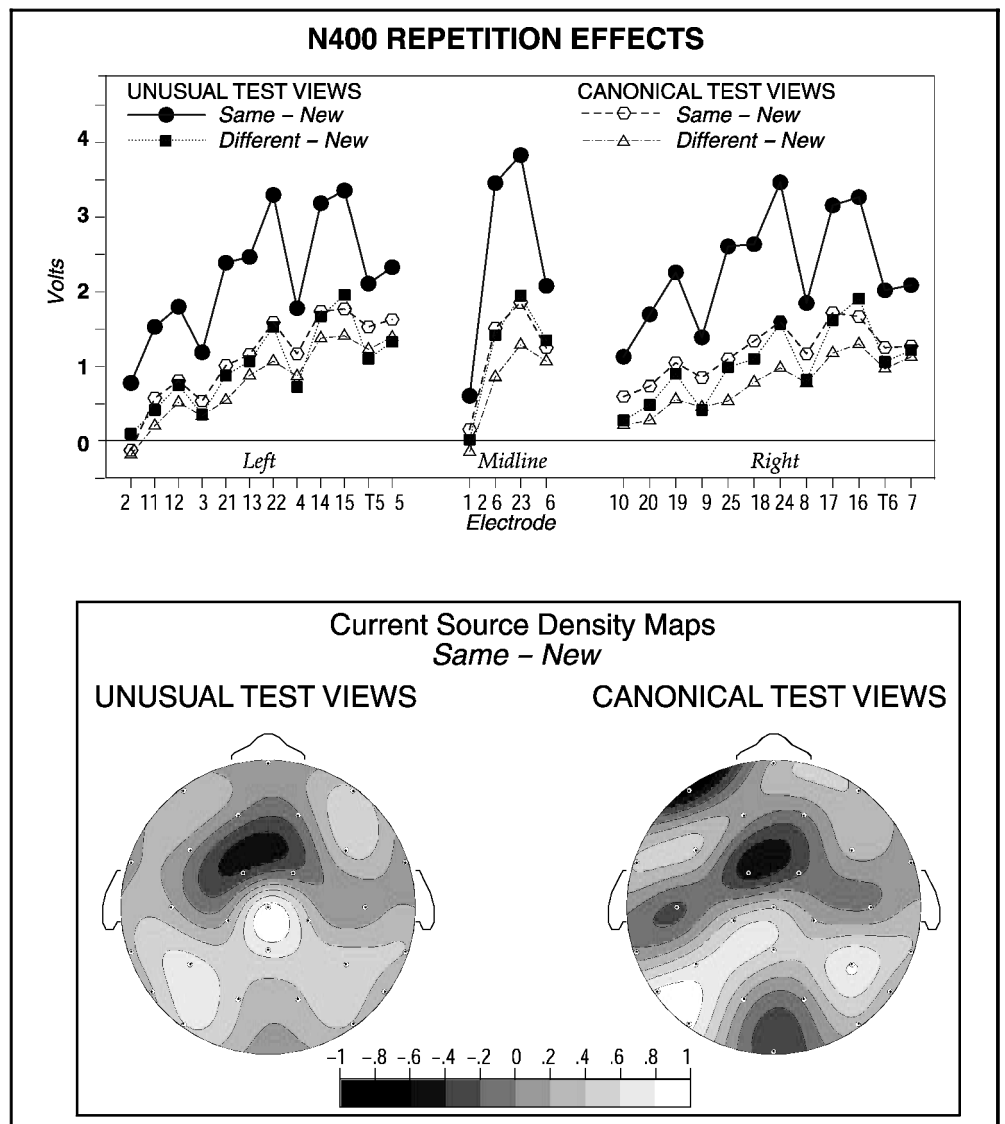 N400 REPETITION EFFECTS
UNUSUAL TEST VIEWS
Same – New
Different – New
CANONICAL TEST VIEWS
Same – New
Different – New
4
3
2
1
0
Volts
Left
Midline
Right
2 11 12 3 21 13 22 4 14 15 T5 5
1 2 6 23 6
10 20 19 9 25 18 24 8 17 16 T6 7
Electrode
Current Source Density Maps
Same – New
UNUSUAL TEST VIEWS
CANONICAL TEST VIEWS
–1 –.8 –.6 –.4 –.2 0 .2 .4 .6 .8 1